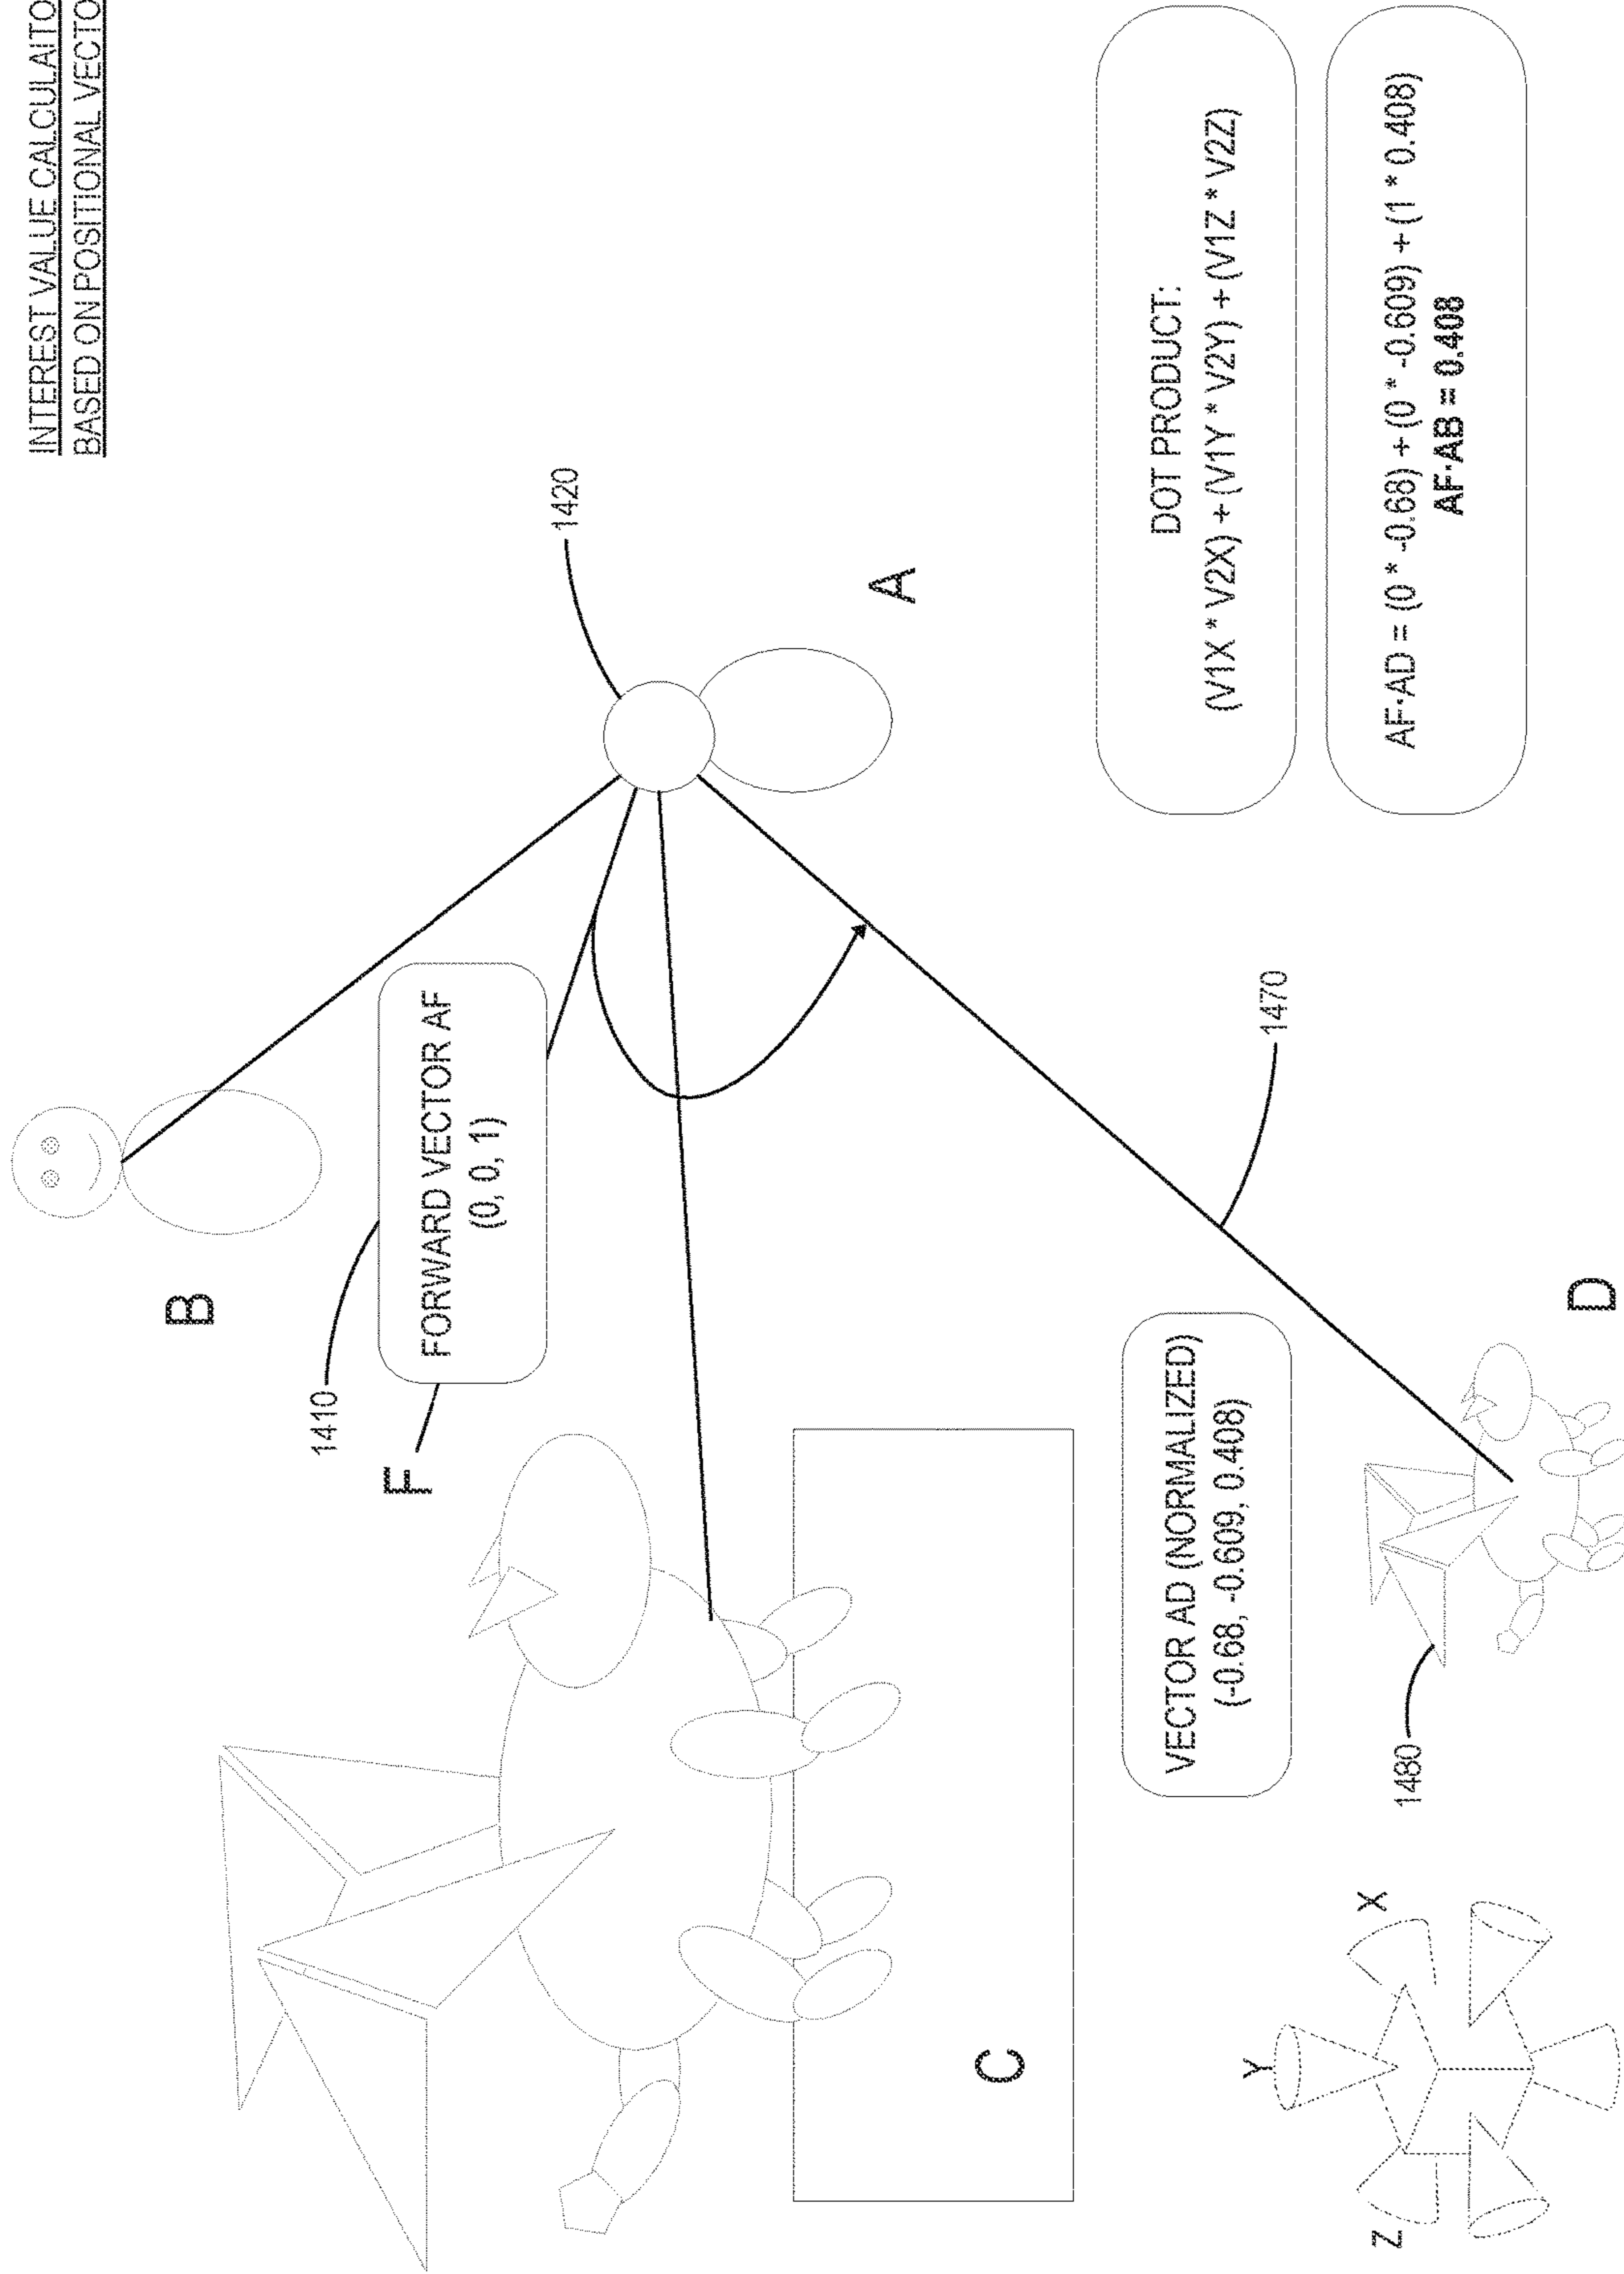 INTEREST VALUE CALCULAITO
BASED ON POSITIONAL VECTO
B
1410
FORWARD VECTOR AF
(0, 0, 1)
F
1420
A
C
VECTOR AD (NORMALIZED)
(-0.68, -0.609, 0.408)
1470
1480
D
Y
Z
X
DOT PRODUCT:
(V1X * V2X) + (V1Y * V2Y) + (V1Z * V2Z)
AF·AD = (0 * -0.68) + (0 * -0.609) + (1 * 0.408)
AF·AB = 0.408